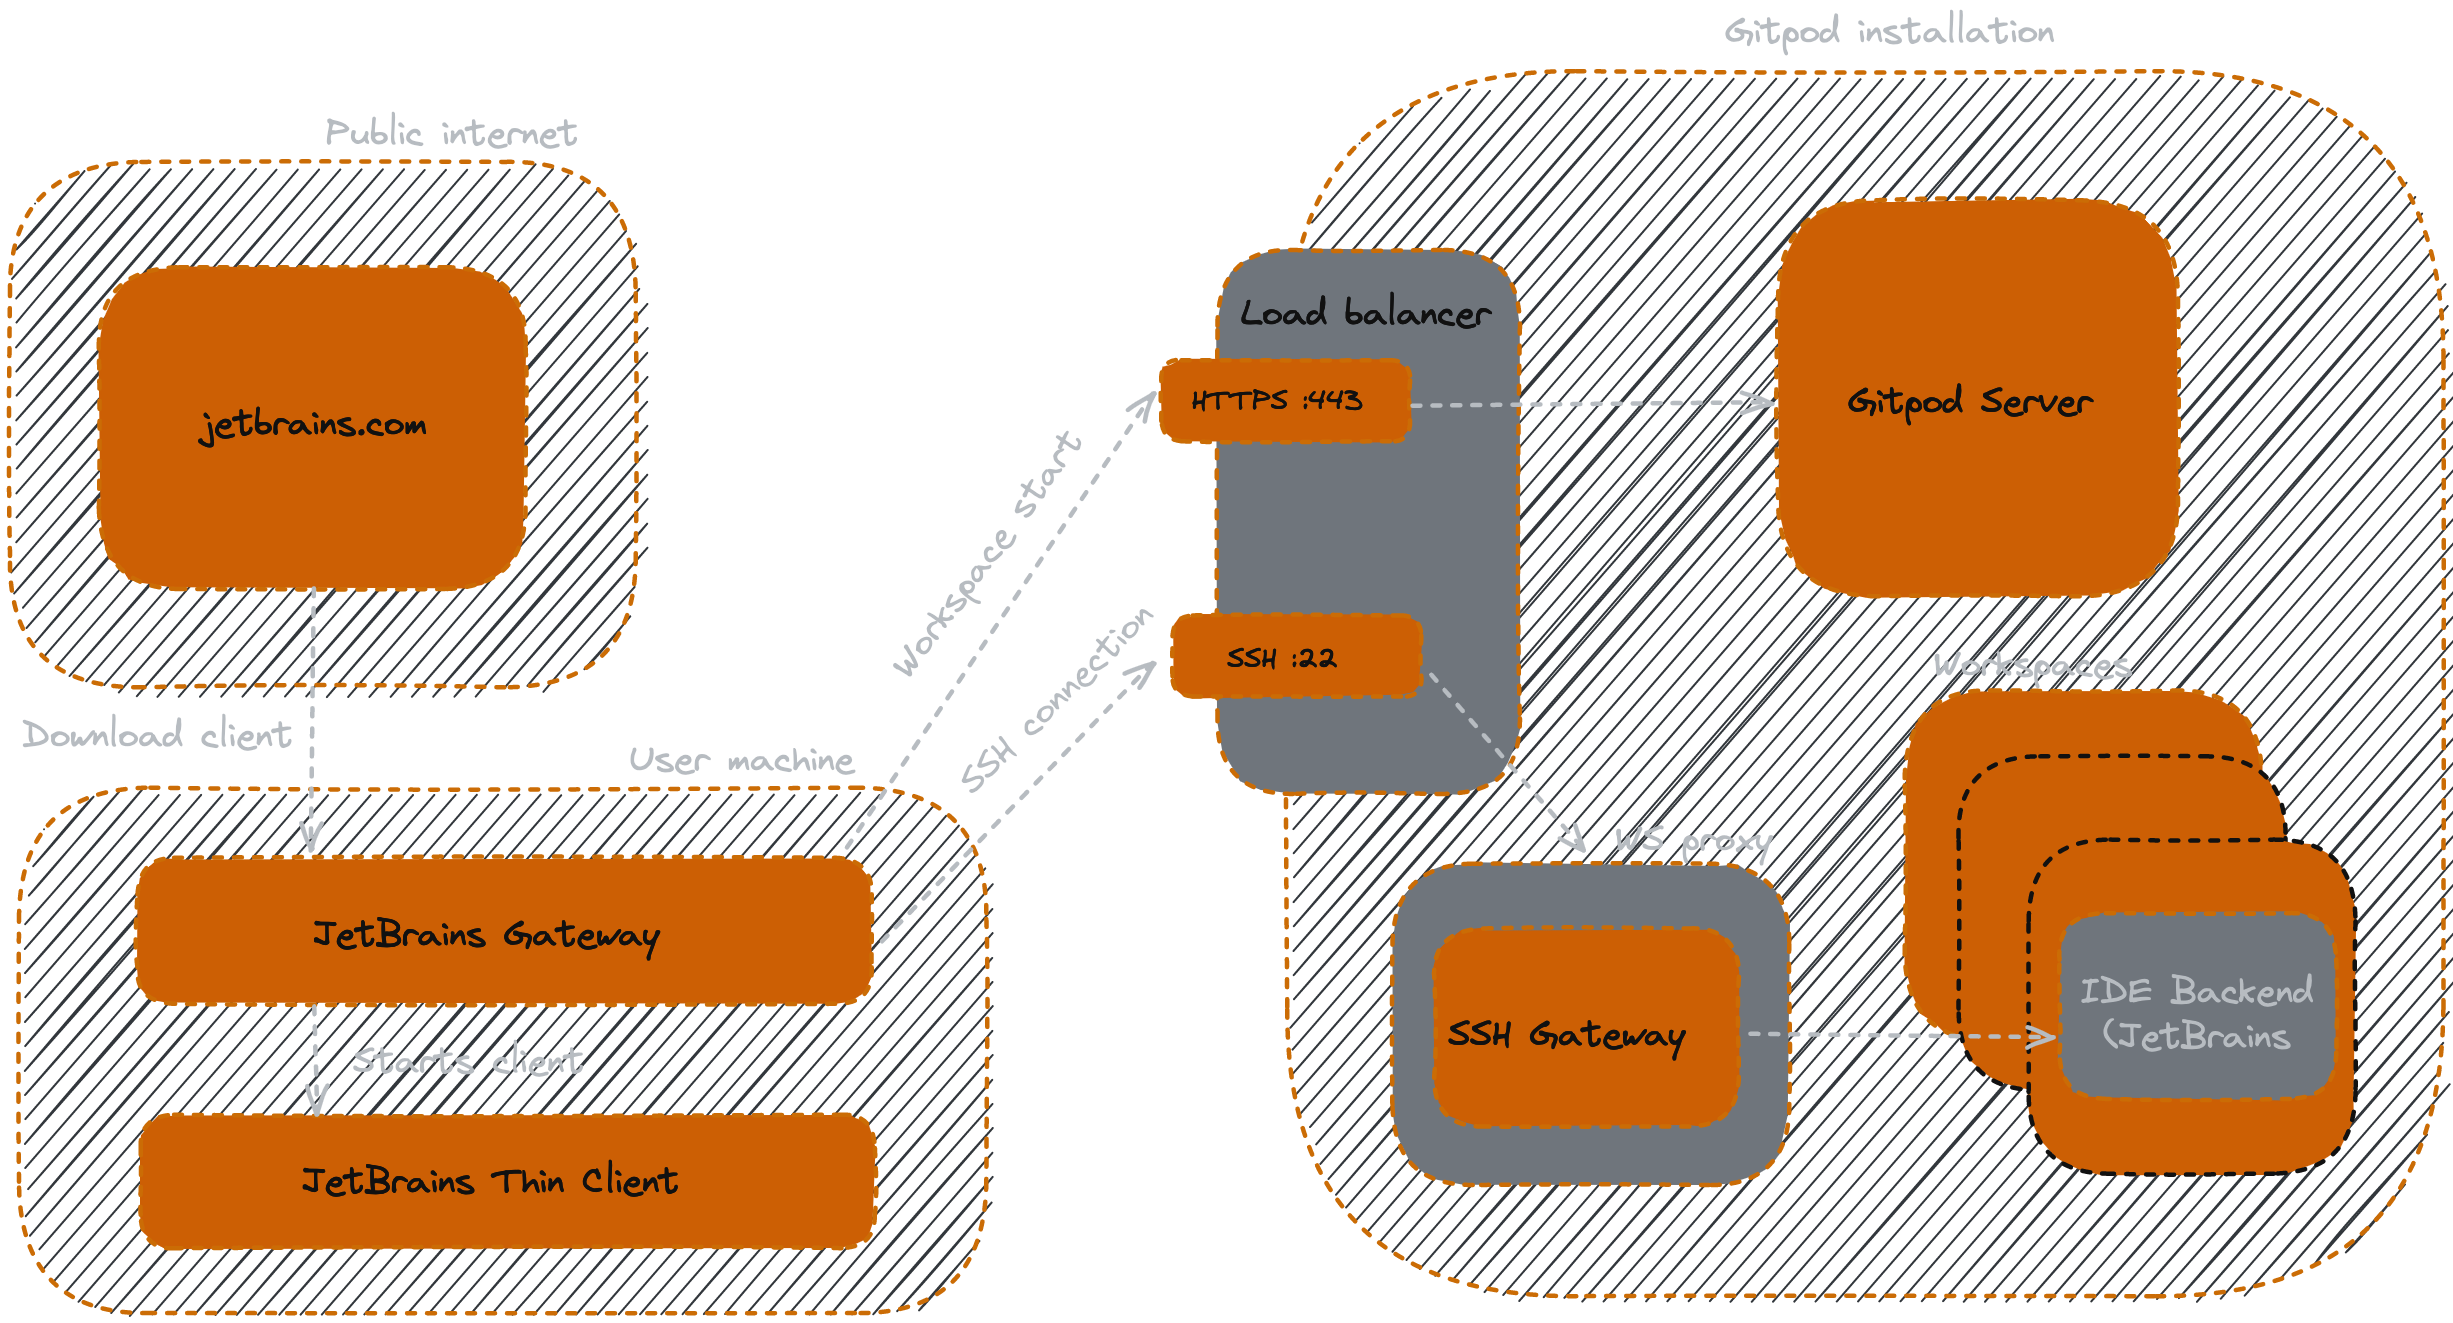 Gitpod installation
Public internet
jetbrains.com
Download client
User machine
JetBrains Gateway
Starts client
JetBrains Thin Client
Workspace start
SSH connection
Load balancer
HTTPS :443
SSH :22
Gitpod Server
Workspaces
WS proxy
SSH Gateway
IDE Backend
(JetBrains